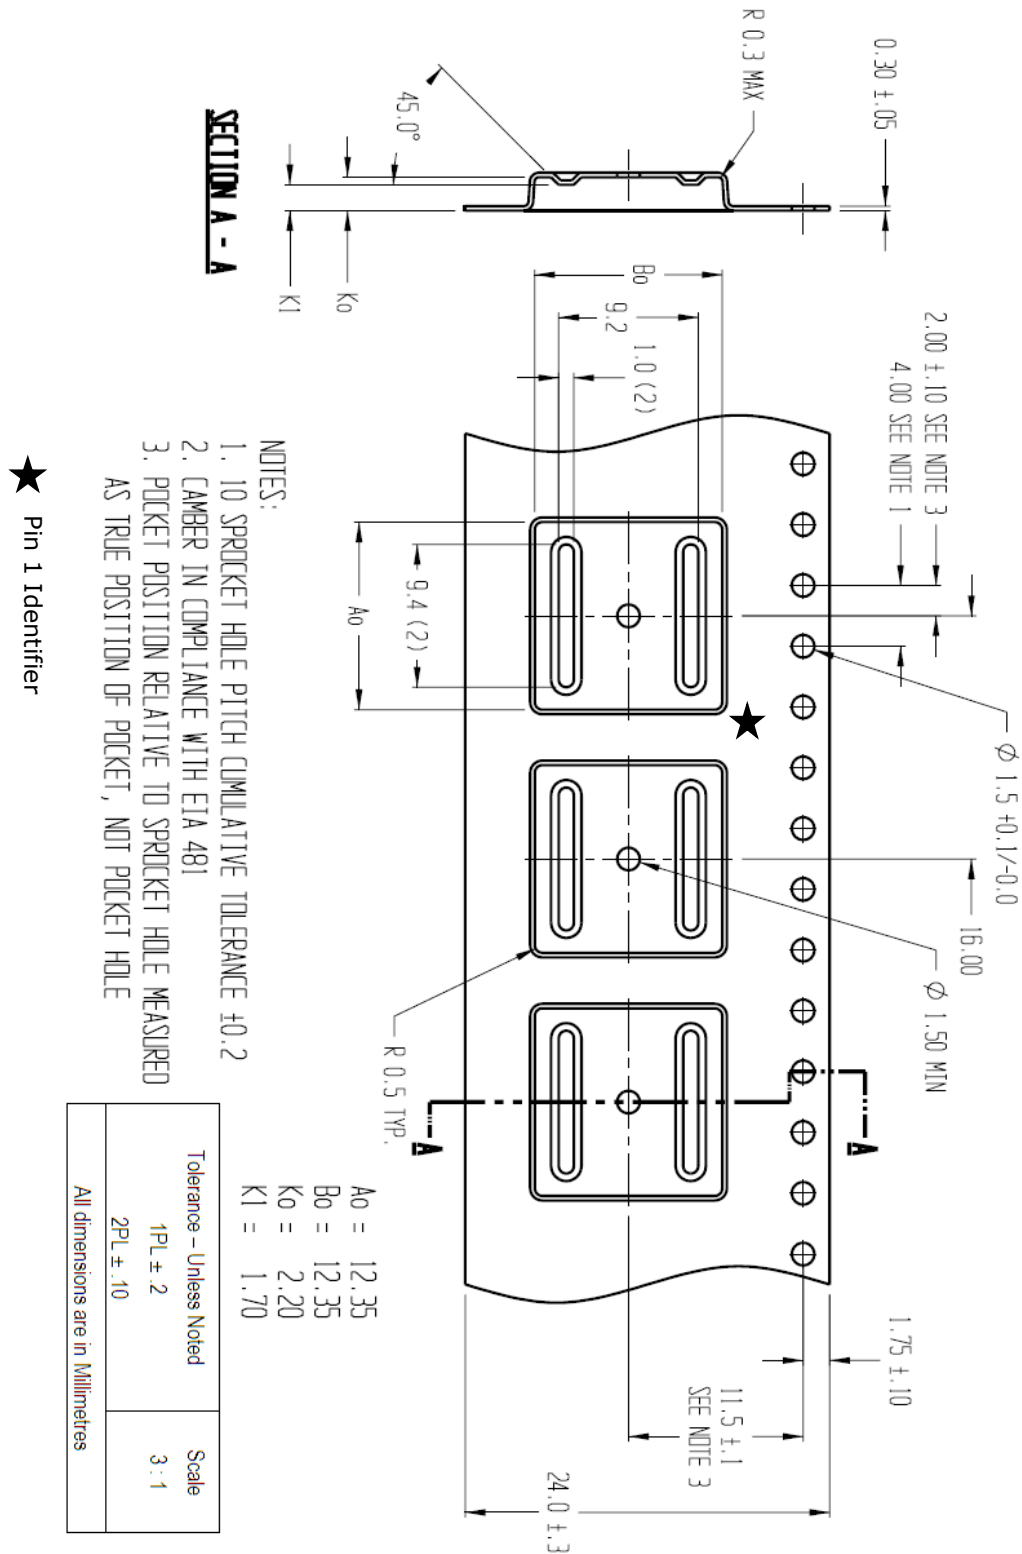 2.00 ±.10 SEE NOTE 3
4.00 SEE NOTE 1
Ø 1.5 +0.1/-0.0
16.00
Ø 1.50 MIN
1.75 ±.10
11.5 ±.1
SEE NOTE 3
24.0 ±.3
0.30 ±.05
R 0.3 MAX
45.0°
Bo
9.2
1.0 (2)
Ko
K1
SECTION A - A
9.4 (2)
Ao
R 0.5 TYP.
A
A
Ao = 12.35
Bo = 12.35
Ko = 2.20
K1 = 1.70
NOTES:
1. 10 SPROCKET HOLE PITCH CUMULATIVE TOLERANCE ±0.2
2. CAMBER IN COMPLIANCE WITH EIA 481
3. POCKET POSITION RELATIVE TO SPROCKET HOLE MEASURED
AS TRUE POSITION OF POCKET, NOT POCKET HOLE
Tolerance – Unless Noted
1PL ± .2
2PL ± .10
Scale
3 : 1
All dimensions are in Millimetres
Pin 1 Identifier